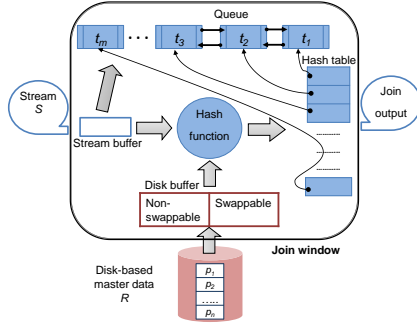 Queue
t_m . . . t_3 t_2 t_1
Hash table
Stream
S
Join
output
Stream buffer
Hash
function
Disk buffer
Non-
swappable
Swappable
Join window
Disk-based
master data
R
p_1
p_2
.....
p_n